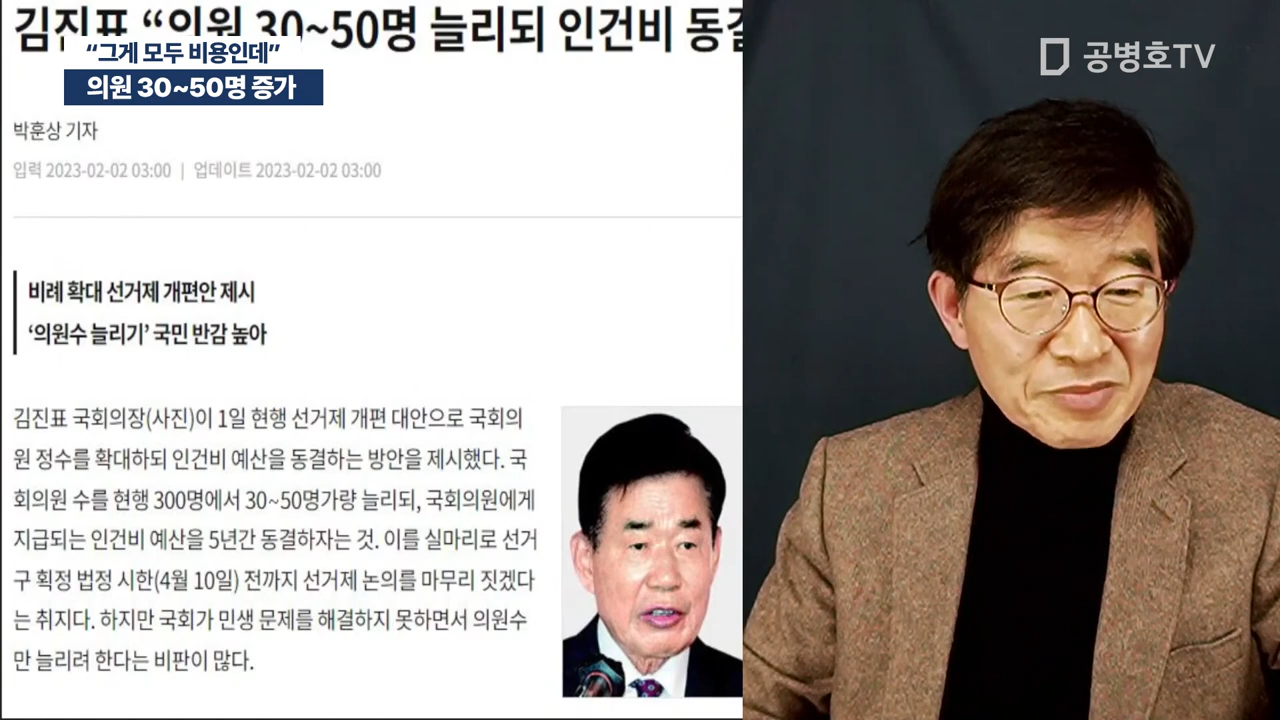 김진표 “의원 30~50명 늘리되 인건비 동결
“그게 모두 비용인데”
의원 30~50명 증가
공병호TV
박훈상 기자
입력 2023-02-02 03:00 | 업데이트 2023-02-02 03:00
비례 확대 선거제 개편안 제시
‘의원수 늘리기’ 국민 반감 높아
김진표 국회의장(사진)이 1일 현행 선거제 개편 대안으로 국회의
원 정수를 확대하되 인건비 예산을 동결하는 방안을 제시했다. 국
회의원 수를 현행 300명에서 30~50명가량 늘리되, 국회의원에게
지급되는 인건비 예산을 5년간 동결하자는 것. 이를 실마리로 선거
구 획정 법정 시한(4월 10일) 전까지 선거제 논의를 마무리 짓겠다
는 취지다. 하지만 국회가 민생 문제를 해결하지 못하면서 의원수
만 늘리려 한다는 비판이 많다.